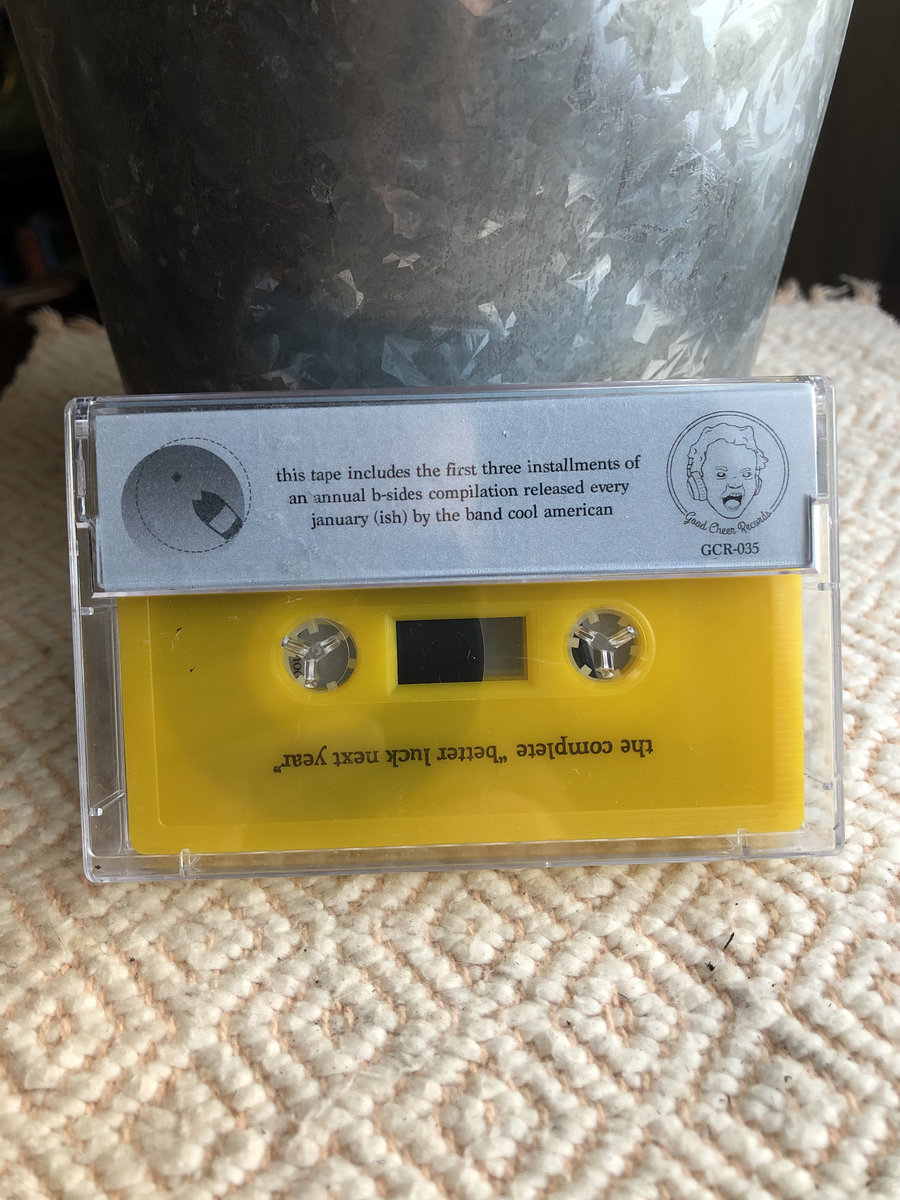 this tape includes the first three installments of
an annual b-sides compilation released every
january (ish) by the band cool american
Good Cheer Records
GCR-035
the complete "better luck next year"